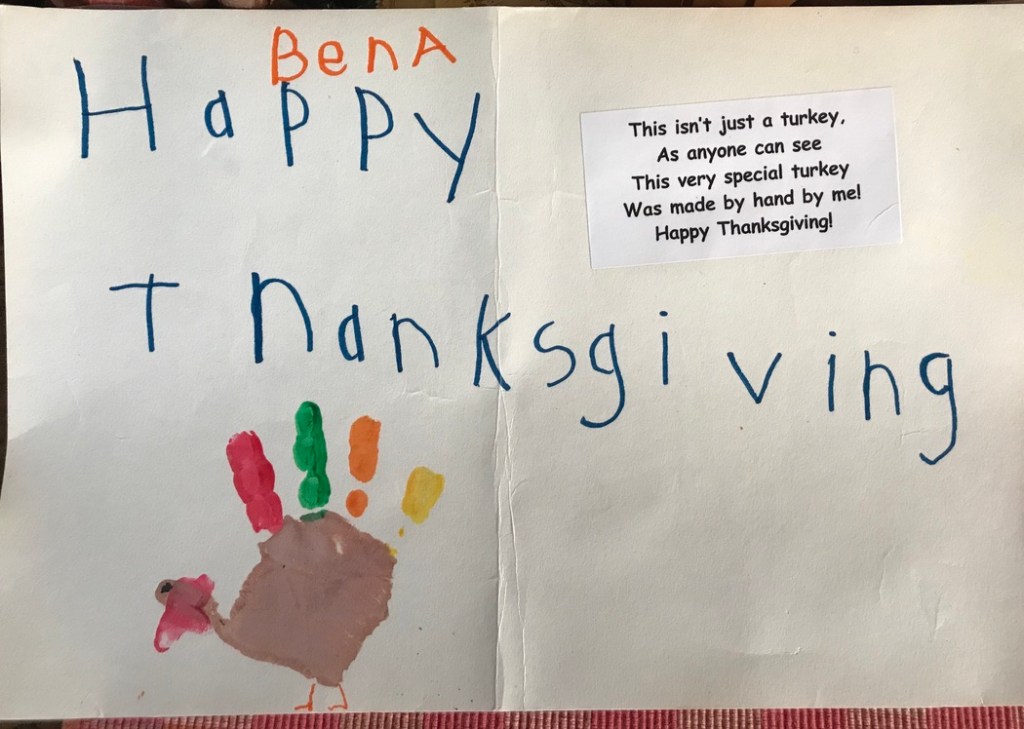 Ben A
Happy
Thanksgiving
This isn't just a turkey,
As anyone can see
This very special turkey
Was made by hand by me!
Happy Thanksgiving!